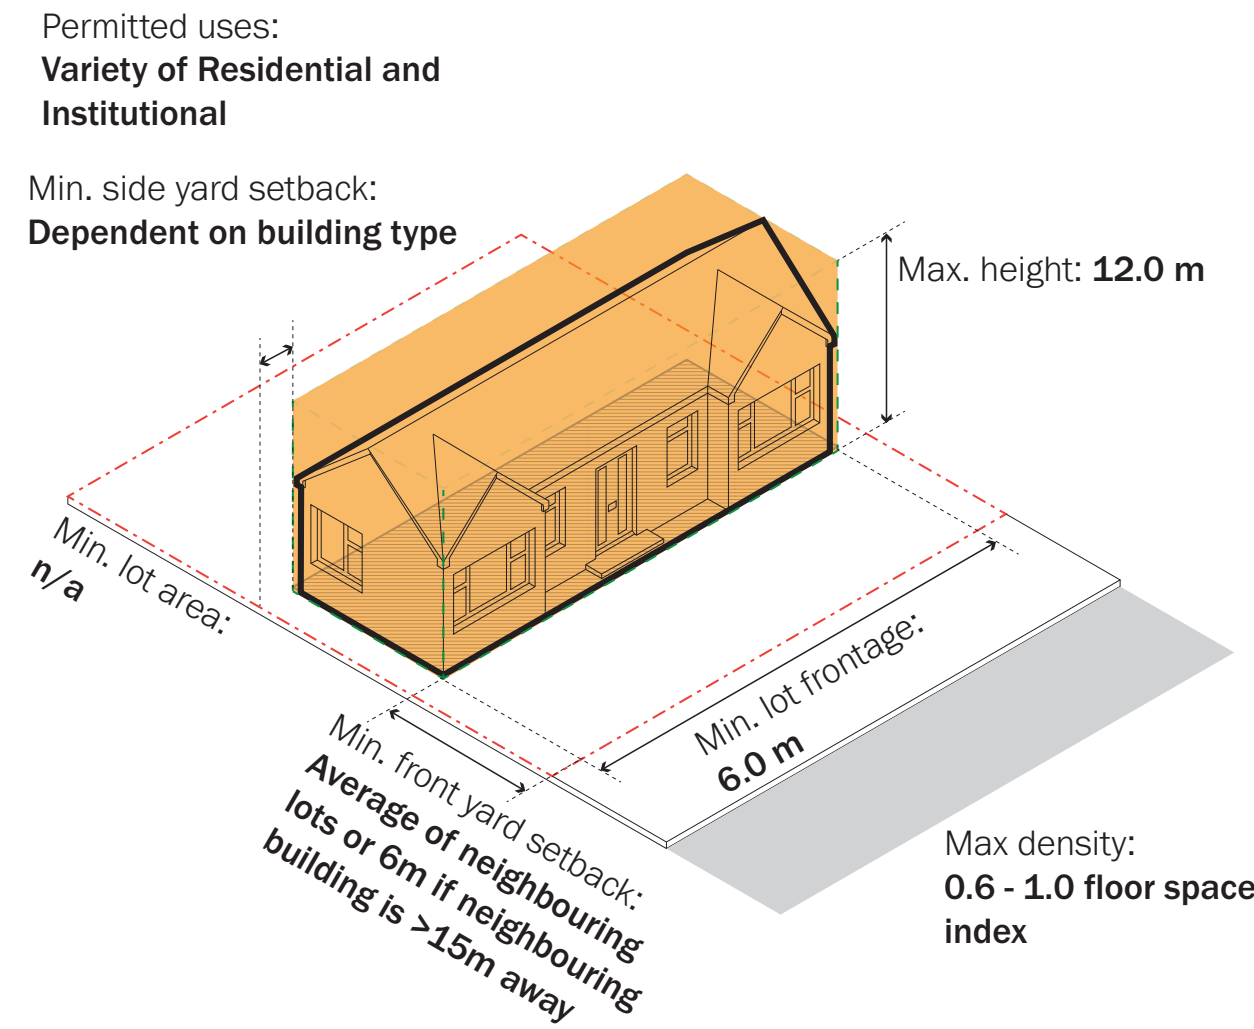 Permitted uses:
Variety of Residential and
Institutional
Min. side yard setback:
Dependent on building type
Max. height: 12.0 m
Min. lot area:
n/a
Min. front yard setback:
Average of neighbouring
lots or 6m if neighbouring
building is >15m away
Min. lot frontage:
6.0 m
Max density:
0.6 - 1.0 floor space
index